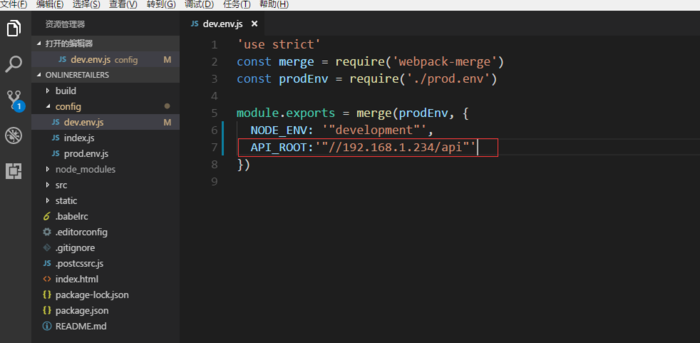 文件(F) 编辑(E) 选择(S) 查看(V) 转到(G) 调试(D) 任务(T) 帮助(H)
资源管理器
打开的编辑器
JS dev.env.js config M
ONLINERETAILERS
build
config
JS dev.env.js M
JS index.js
JS prod.env.js
node_modules
src
static
.babelrc
.editorconfig
.gitignore
JS .postcssrc.js
<> index.html
{} package-lock.json
{} package.json
README.md
1
JS dev.env.js ×
1 'use strict'
2 const merge = require('webpack-merge')
3 const prodEnv = require('./prod.env')
4
5 module.exports = merge(prodEnv, {
6 NODE_ENV: '"development"',
7 API_ROOT:'"//192.168.1.234/api"'
8 })
9